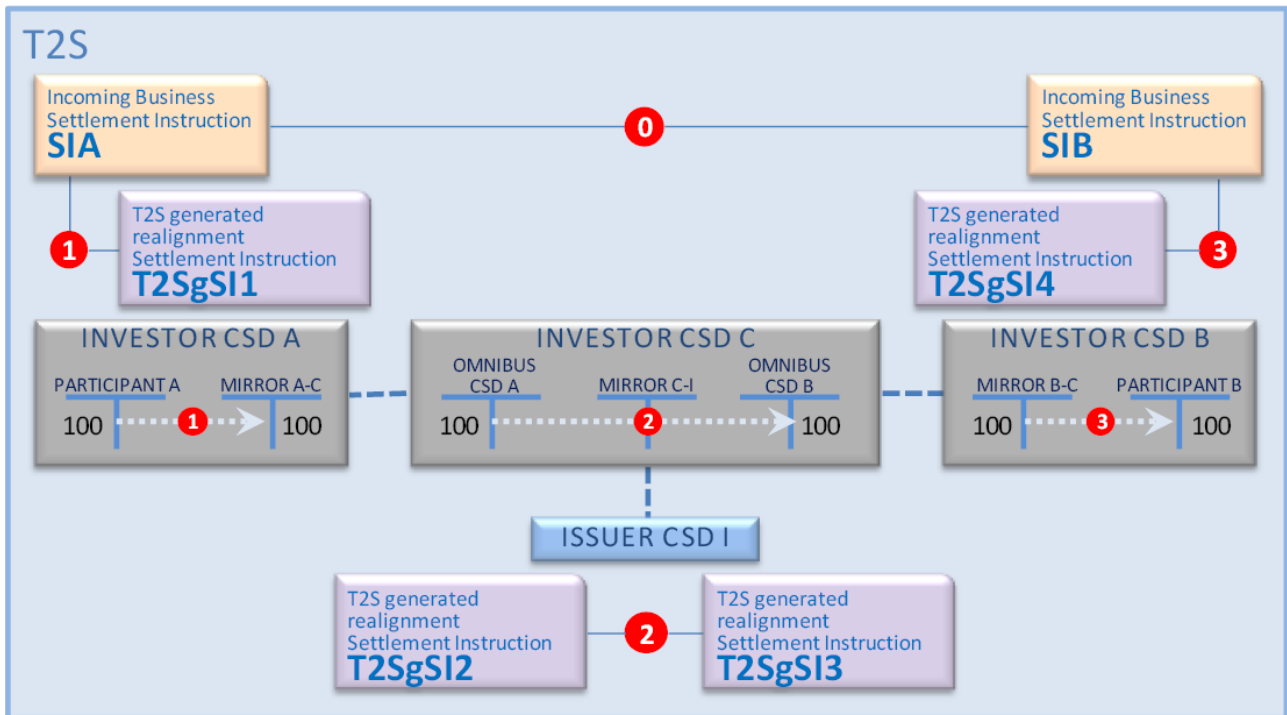 T2S
Incoming Business
Settlement Instruction
SIA
0
Incoming Business
Settlement Instruction
SIB
1
T2S generated
realignment
Settlement Instruction
T2SgSI1
T2S generated
realignment
Settlement Instruction
T2SgSI4
3
INVESTOR CSD A
PARTICIPANT A
MIRROR A-C
100
1
100
INVESTOR CSD C
OMNIBUS
CSD A
MIRROR C-I
OMNIBUS
CSD B
100
2
100
INVESTOR CSD B
MIRROR B-C
PARTICIPANT B
100
3
100
ISSUER CSD I
T2S generated
realignment
Settlement Instruction
T2SgSI2
2
T2S generated
realignment
Settlement Instruction
T2SgSI3